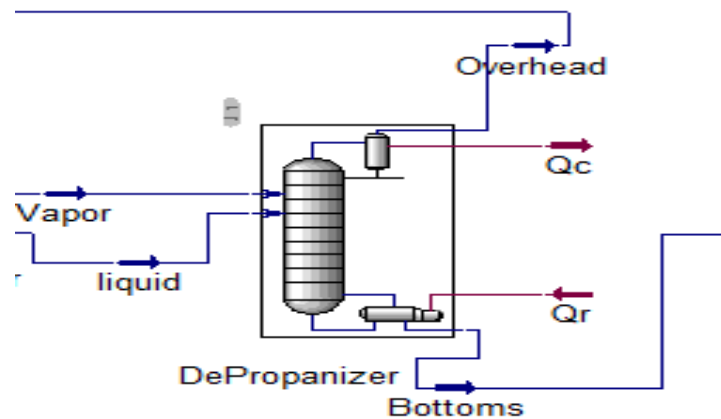 Overhead
Qc
Vapor
liquid
Qr
DePropanizer
Bottoms